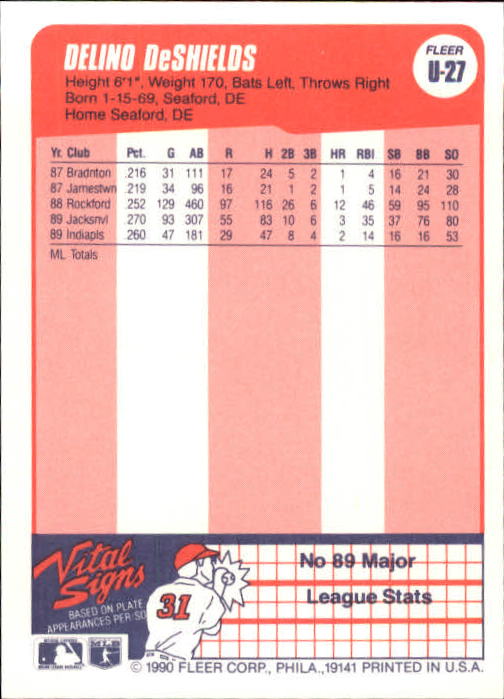 DELINO DeSHIELDS
FLEER
U-27
Height 6'1", Weight 170, Bats Left, Throws Right
Born 1-15-69, Seaford, DE
Home Seaford, DE
Yr. Club Pct. G AB R H 2B 3B HR RBI SB BB SO
87 Bradnton .216 31 111 17 24 5 2 1 4 16 21 30
87 Jamestwn .219 34 96 16 21 1 2 1 5 14 24 28
88 Rockford .252 129 460 97 116 26 6 12 46 59 95 110
89 Jacksnvl .270 93 307 55 83 10 6 3 35 37 76 80
89 Indiapls .260 47 181 29 47 8 4 2 14 16 16 53
ML Totals
Vital
Signs
BASED ON PLATE
APPEARANCES PER/SO
31
No 89 Major
League Stats
© 1990 FLEER CORP., PHILA., 19141 PRINTED IN U.S.A.